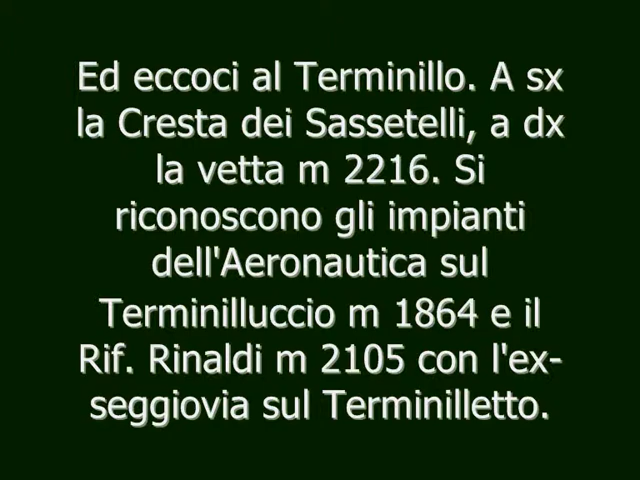 Ed eccoci al Terminillo. A sx
la Cresta dei Sassetelli, a dx
la vetta m 2216. Si
riconoscono gli impianti
dell'Aeronautica sul
Terminilluccio m 1864 e il
Rif. Rinaldi m 2105 con l'ex-
seggiovia sul Terminilletto.